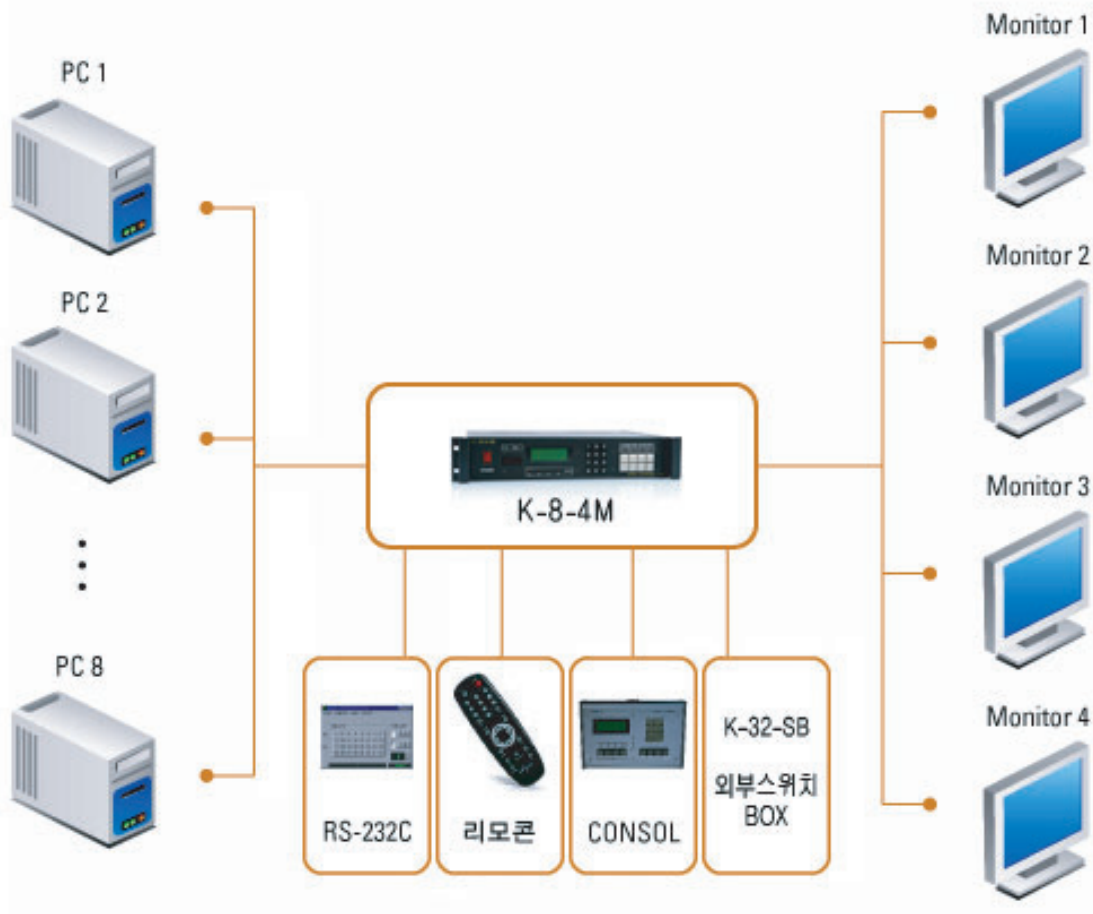 PC 1
PC 2
PC 8
K-8-4M
RS-232C
리모콘
CONSOL
K-32-SB
외부스위치
BOX
Monitor 1
Monitor 2
Monitor 3
Monitor 4